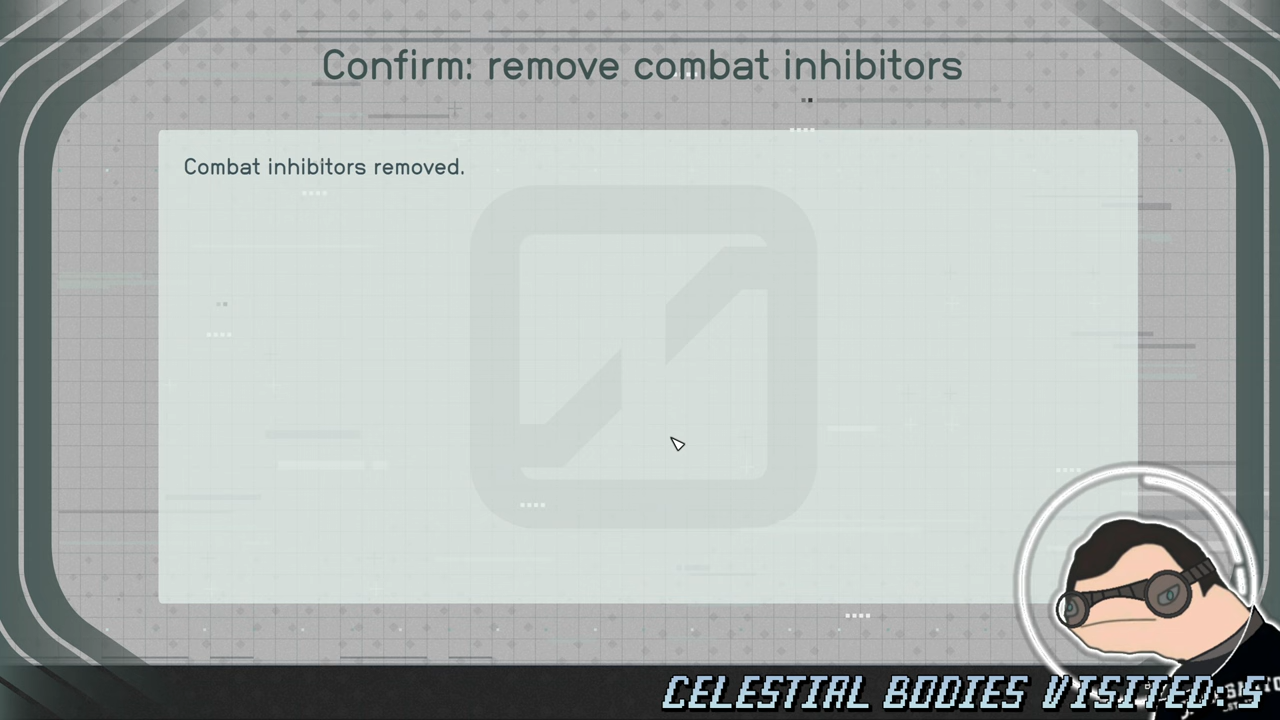 Confirm: remove combat inhibitors
Combat inhibitors removed.
CELESTIAL BODIES VISITED: 5